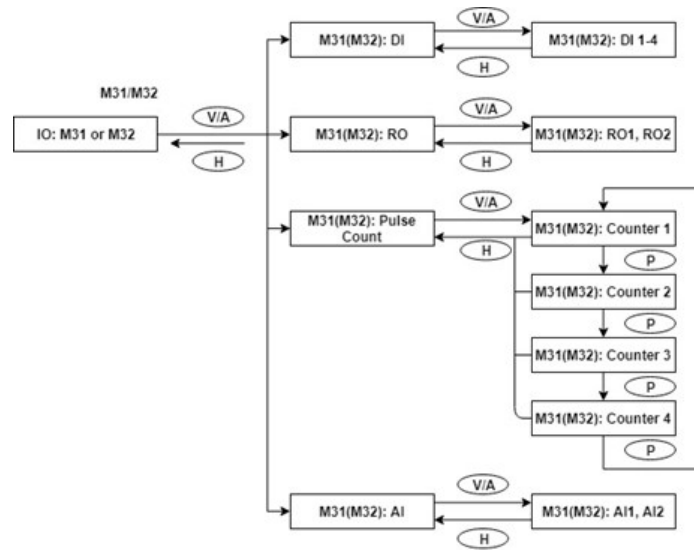 V/A
M31(M32): DI
M31(M32): DI 1-4
H
M31/M32
V/A
V/A
IO: M31 or M32
M31(M32): RO
M31(M32): RO1, RO2
H
H
V/A
M31(M32): Pulse
Count
M31(M32): Counter 1
H
P
M31(M32): Counter 2
P
M31(M32): Counter 3
P
M31(M32): Counter 4
P
V/A
M31(M32): AI
M31(M32): AI1, AI2
H